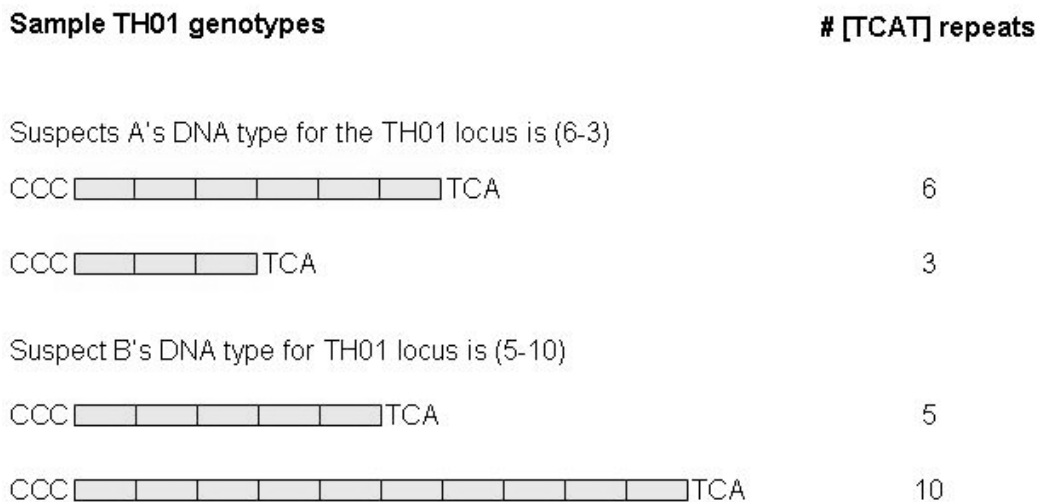 Sample TH01 genotypes # [TCAT] repeats
Suspects A's DNA type for the TH01 locus is (6-3)
CCC TCA 6
CCC TCA 3
Suspect B's DNA type for TH01 locus is (5-10)
CCC TCA 5
CCC TCA 10